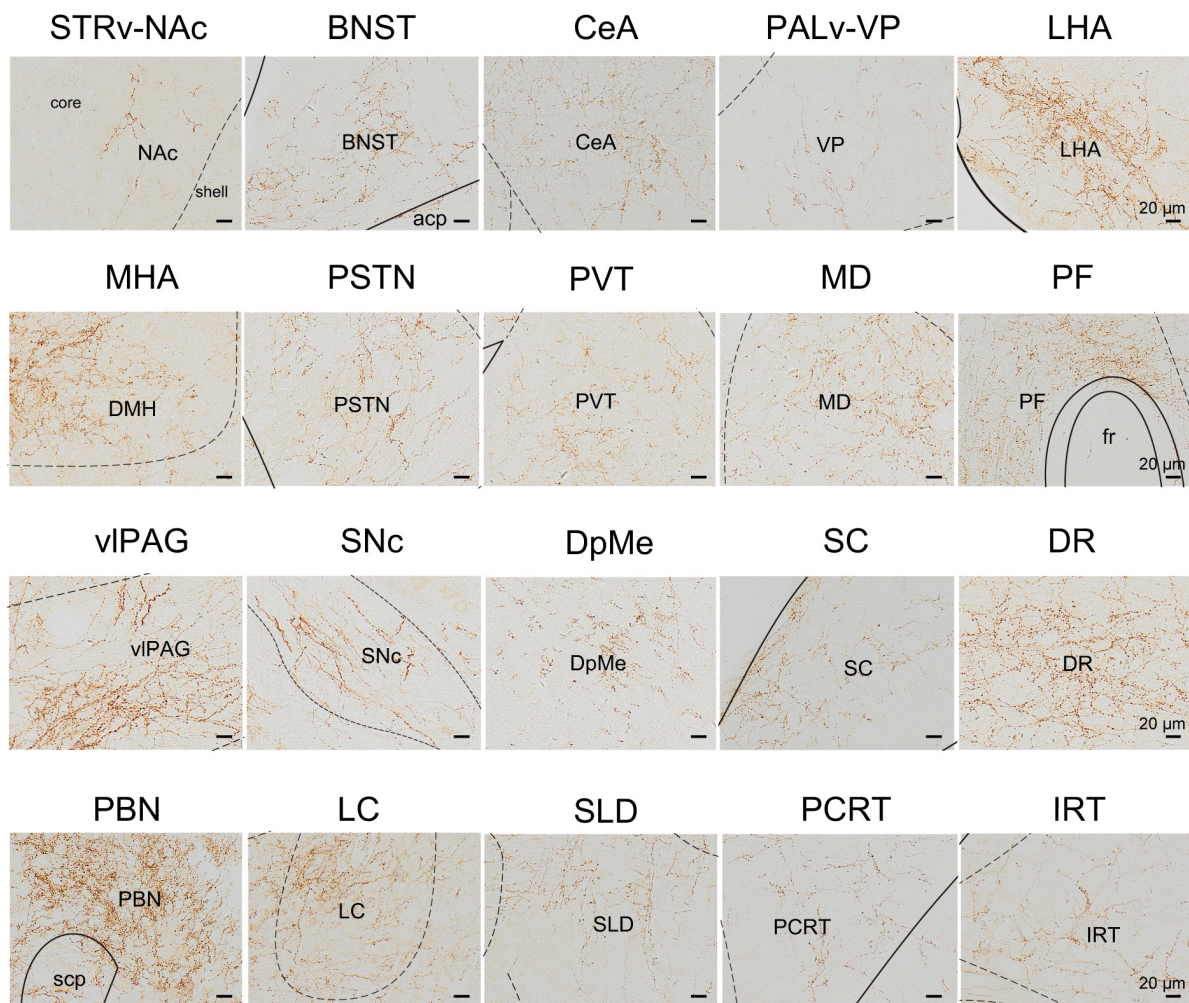 STRv-NAc BNST CeA PALv-VP LHA
core
NAc
shell
BNST
acp
CeA
VP
LHA
20 µm
MHA PSTN PVT MD PF
DMH
PSTN
PVT
MD
PF
fr
20 µm
vlPAG SNc DpMe SC DR
vlPAG
SNc
DpMe
SC
DR
20 µm
PBN LC SLD PCRT IRT
PBN
scp
LC
SLD
PCRT
IRT
20 µm